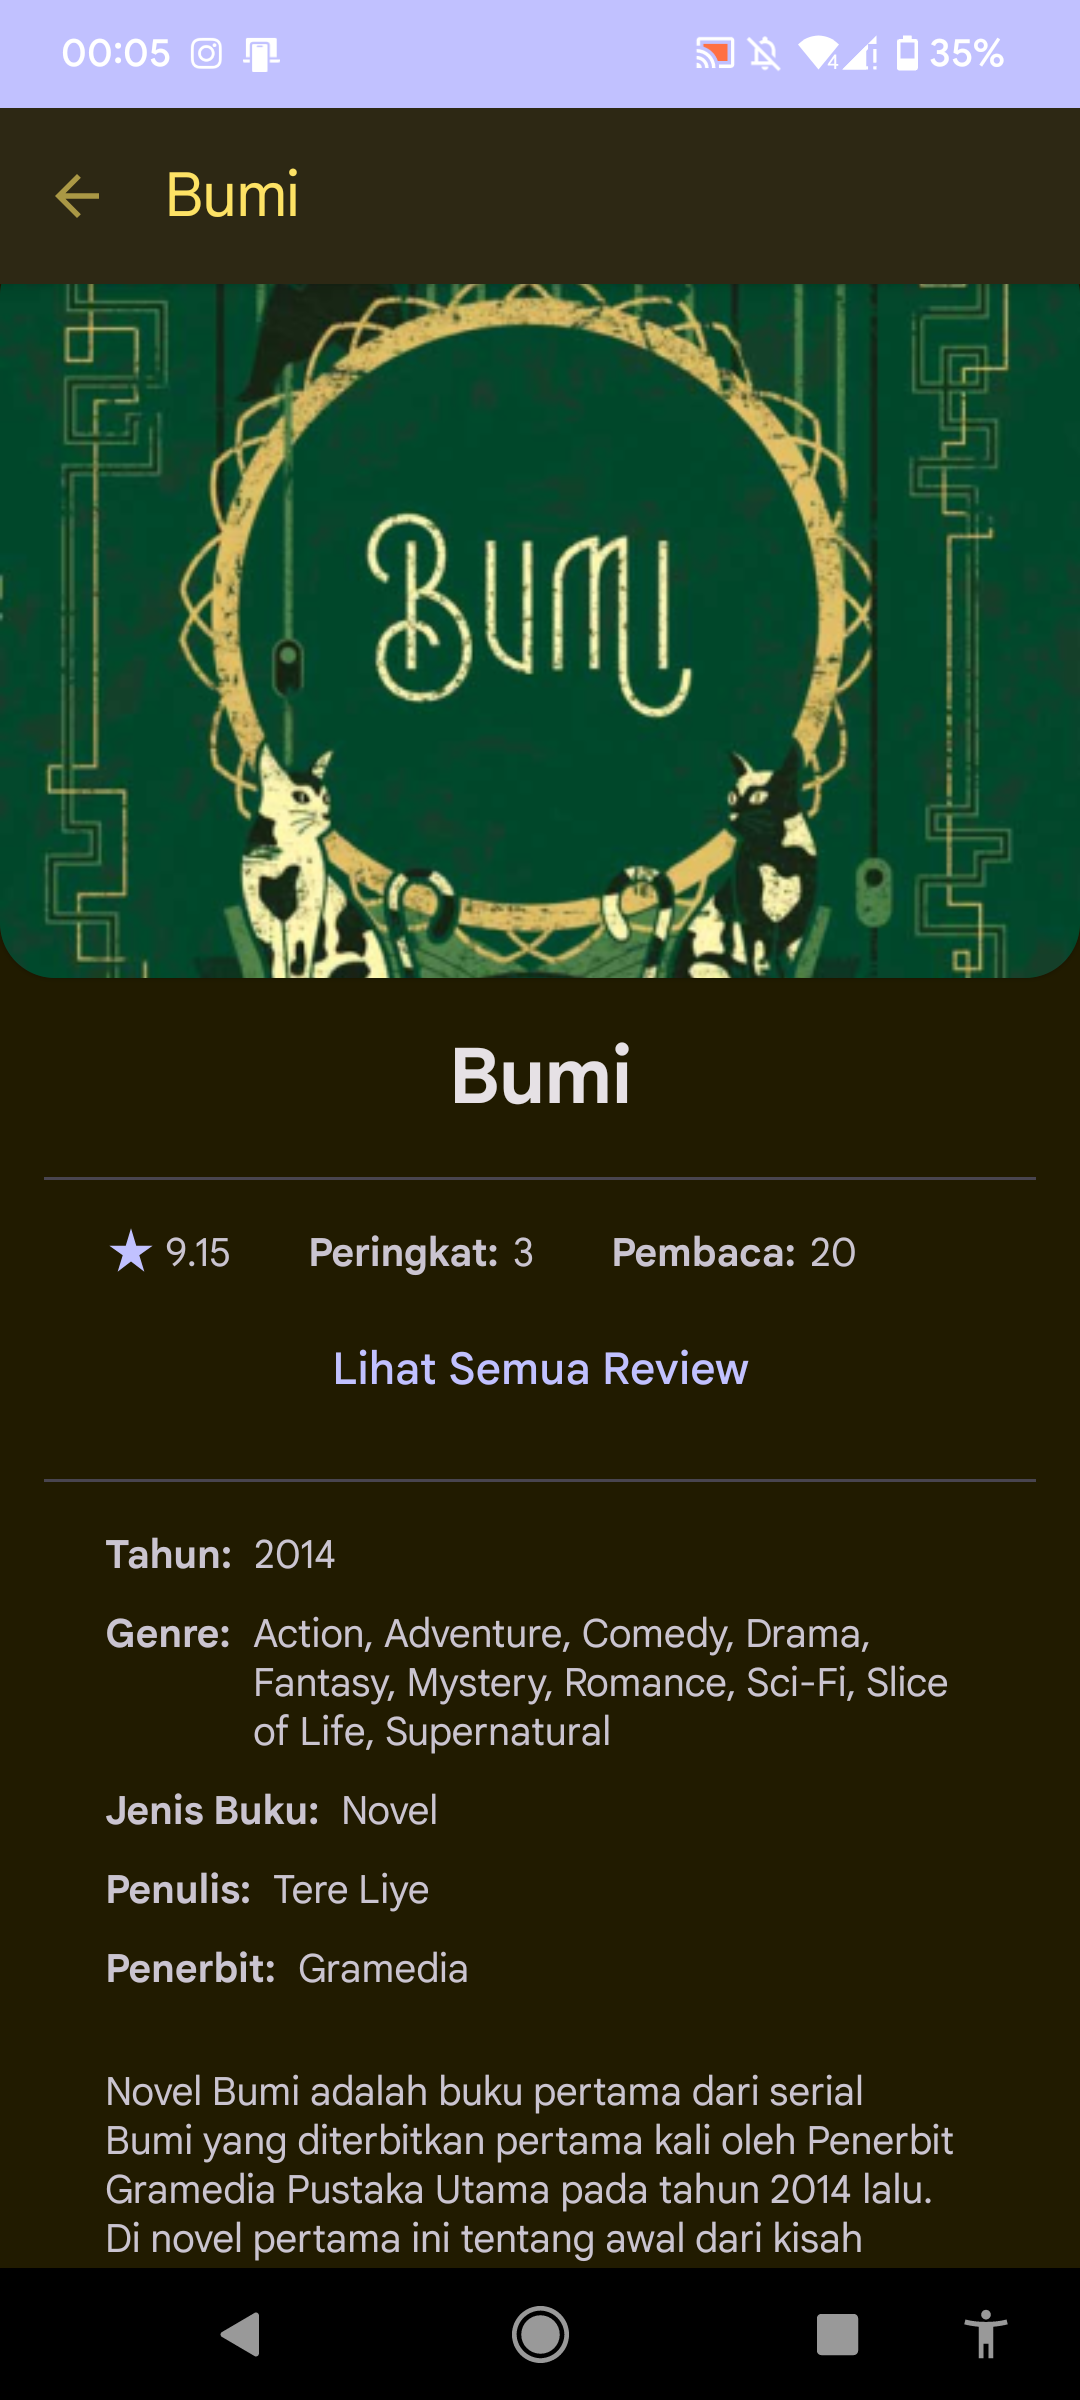 00:05
4
!
35%
Bumi
BUMI
Bumi
9.15 Peringkat: 3 Pembaca: 20
Lihat Semua Review
Tahun: 2014
Genre: Action, Adventure, Comedy, Drama,
Fantasy, Mystery, Romance, Sci-Fi, Slice
of Life, Supernatural
Jenis Buku: Novel
Penulis: Tere Liye
Penerbit: Gramedia
Novel Bumi adalah buku pertama dari serial
Bumi yang diterbitkan pertama kali oleh Penerbit
Gramedia Pustaka Utama pada tahun 2014 lalu.
Di novel pertama ini tentang awal dari kisah